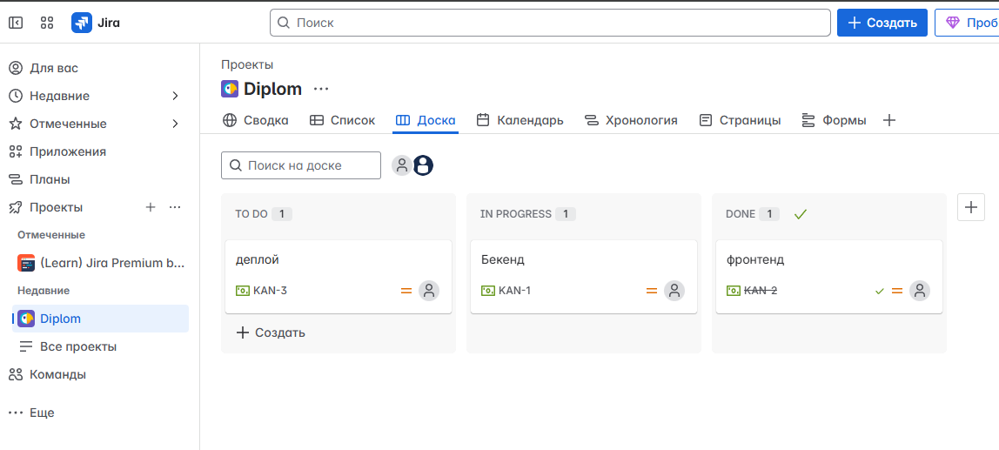 Jira
Поиск
Создать
Проб
Для вас
Недавние
Отмеченные
Приложения
Планы
Проекты
Отмеченные
(Learn) Jira Premium b...
Недавние
Diplom
Все проекты
Команды
Еще
Проекты
Diplom
Сводка Список Доска Календарь Хронология Страницы Формы
Поиск на доске
TO DO 1
деплой
KAN-3
Создать
IN PROGRESS 1
Бекенд
KAN-1
DONE 1
фронтенд
KAN-2